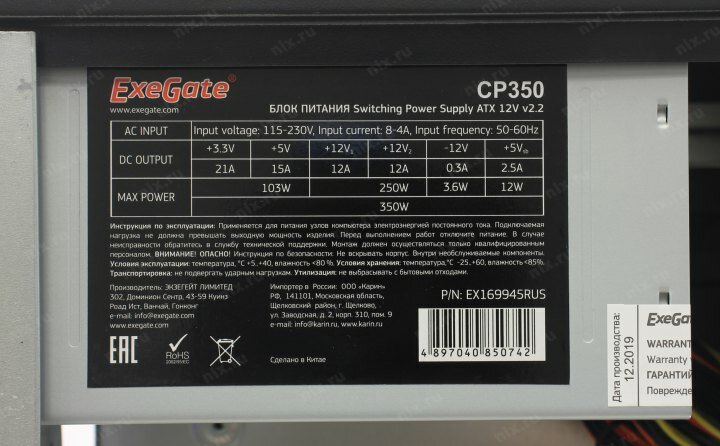 ExeGate®
www.exegate.com
CP350
БЛОК ПИТАНИЯ Switching Power Supply ATX 12V v2.2
AC INPUT Input voltage: 115-230V, Input current: 8-4A, Input frequency: 50-60Hz
DC OUTPUT +3.3V +5V +12V1 +12V2 -12V +5Vsb
21A 15A 12A 12A 0.3A 2.5A
MAX POWER 103W 250W 3.6W 12W
350W
Инструкция по эксплуатации: Применяется для питания узлов компьютера электроэнергией постоянного тока. Подключаемая
нагрузка не должна превышать выходную мощность изделия. Перед выполнением работ отключите питание. В случае
неисправности обратитесь в службу технической поддержки. Монтаж должен осуществляться только квалифицированным
персоналом. ВНИМАНИЕ! ОПАСНО! Не вскрывать корпус. Внутри необслуживаемые компоненты.
Условия эксплуатации: температура,°С +5..+40, влажность <80 %. Условия хранения: температура,°С -25..+60, влажность<85%.
Транспортировка: не подвергать ударным нагрузкам. Утилизация: не выбрасывать с бытовыми отходами.
Производитель: ЭКЗЕГЕЙТ ЛИМИТЕД
302, Доминион Сентр, 43-59 Куинз
Роад Ист, Ванчай, Гонконг
e-mail: info@exegate.com
www.exegate.com
Импортер в России: ООО «Карин»
РФ, 141101, Московская область,
Щелковский район, г. Щелково,
ул. Заводская, д. 2, корп. 310, пом. 9
e-mail: info@karin.ru, www.karin.ru
P/N: EX169945RUS
EAC
RoHS
2002/95/EC
Сделано в Китае
4 897040 850742
Дата производства:
12.2019
ExeGat
WARRANT
Warranty v
ГАРАНТИЙ
Поврежде
nix.ru